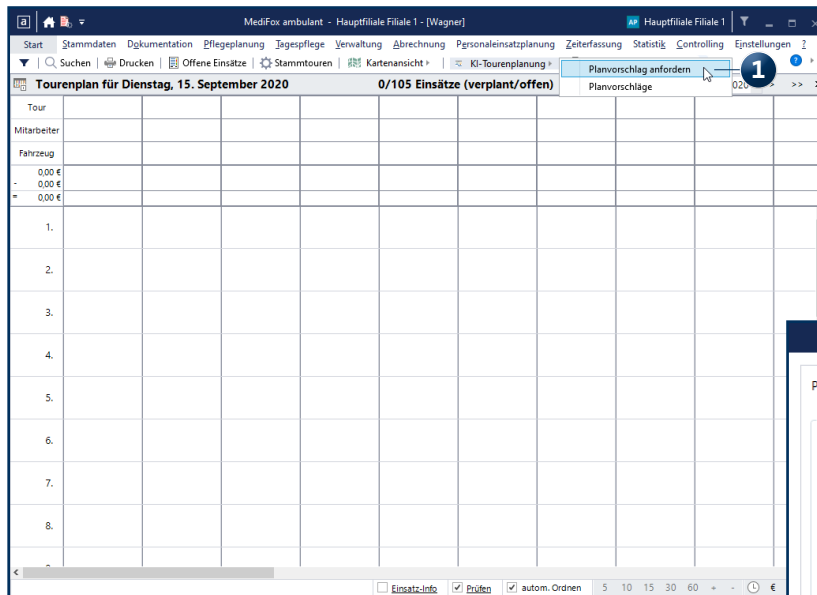 a MediFox ambulant - Hauptfiliale Filiale 1 - [Wagner] AP Hauptfiliale Filiale 1
Start Stammdaten Dokumentation Pflegeplanung Tagespflege Verwaltung Abrechnung Personaleinsatzplanung Zeiterfassung Statistik Controlling Einstellungen ?
Suchen Drucken Offene Einsätze Stammtouren Kartenansicht KI-Tourenplanung ?
Planvorschlag anfordern 1
Tourenplan für Dienstag, 15. September 2020 0/105 Einsätze (verplant/offen) Planvorschläge 020 > >>
Tour
Mitarbeiter
Fahrzeug
0,00 €
- 0,00 €
= 0,00 €
1.
2.
3.
4.
P
5.
6.
7.
8.
Einsatz-Info Prüfen autom. Ordnen 5 10 15 30 60 + - €